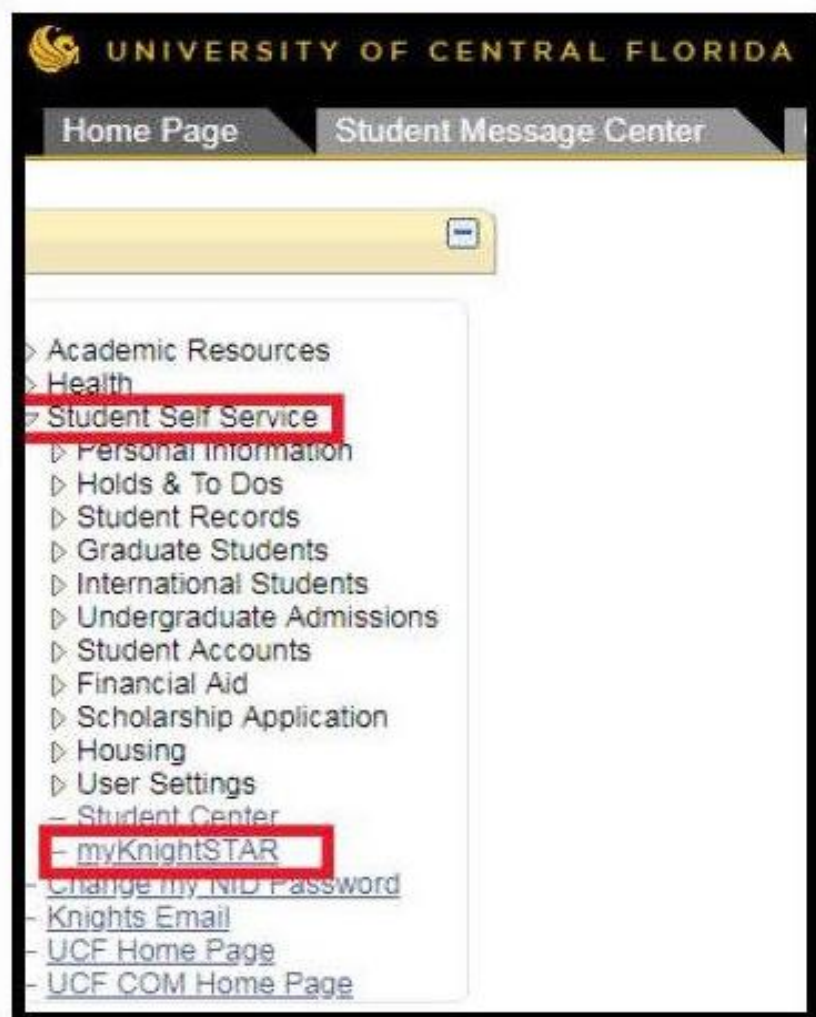 UNIVERSITY OF CENTRAL FLORIDA
Home Page Student Message Center
Academic Resources
Health
Student Self Service
Personal Information
Holds & To Dos
Student Records
Graduate Students
International Students
Undergraduate Admissions
Student Accounts
Financial Aid
Scholarship Application
Housing
User Settings
– Student Center
– myKnightSTAR
– Change my NID Password
– Knights Email
– UCF Home Page
– UCF COM Home Page